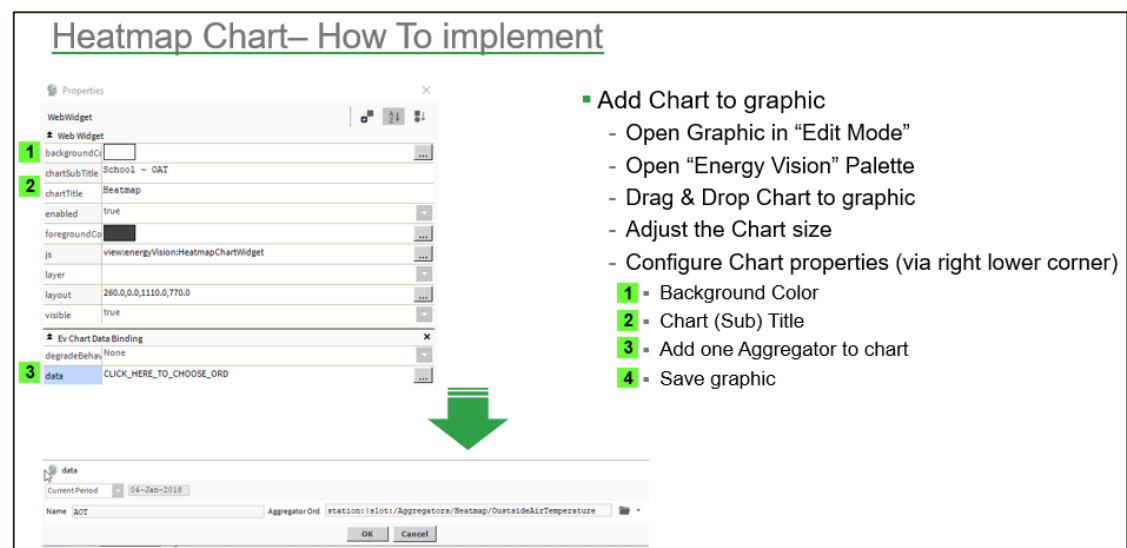 Heatmap Chart– How To implement
Properties
WebWidget
Web Widget
1 backgroundCo
chartSubTitle School - OAT
2 chartTitle Heatmap
enabled true
foregroundCo
js view:energyVision:HeatmapChartWidget
layer
layout 260.0,0.0,1110.0,770.0
visible true
Ev Chart Data Binding
degradeBehav None
3 data CLICK_HERE_TO_CHOOSE_ORD
data
Current Period 04-Jan-2018
Name AOT Aggregator Ord station:|slot:/Aggregators/Heatmap/OustsideAirTemperature
OK Cancel
Add Chart to graphic
- Open Graphic in “Edit Mode”
- Open “Energy Vision” Palette
- Drag & Drop Chart to graphic
- Adjust the Chart size
- Configure Chart properties (via right lower corner)
1 Background Color
2 Chart (Sub) Title
3 Add one Aggregator to chart
4 Save graphic